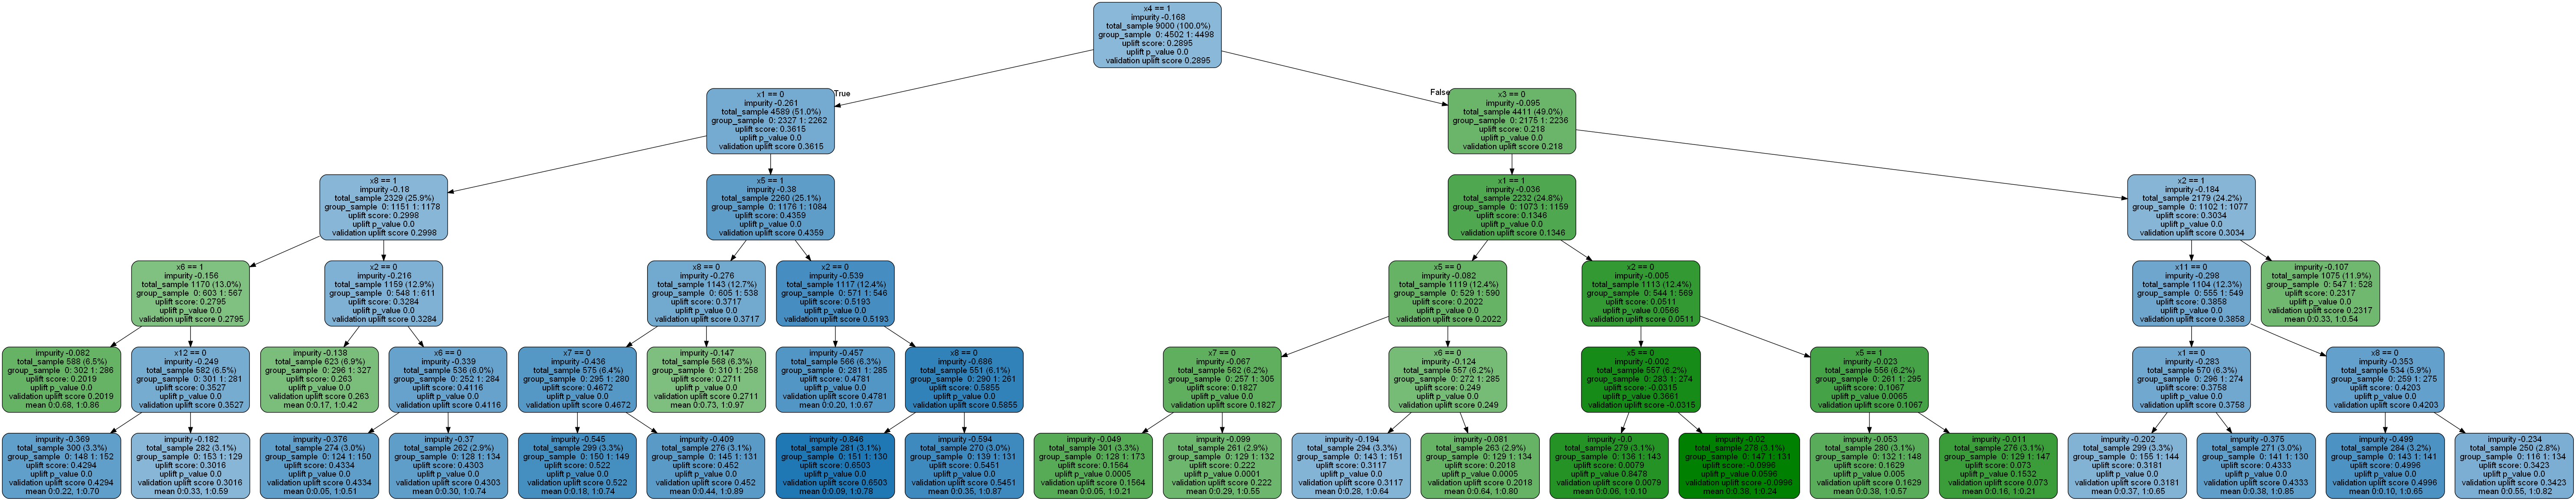 x4 == 1
impurity -0.168
total_sample 9000 (100.0%)
group_sample 0: 4502 1: 4498
uplift score: 0.2895
uplift p_value 0.0
validation uplift score 0.2895
True
False
x1 == 0
impurity -0.261
total_sample 4589 (51.0%)
group_sample 0: 2327 1: 2262
uplift score: 0.3615
uplift p_value 0.0
validation uplift score 0.3615
x3 == 0
impurity -0.095
total_sample 4411 (49.0%)
group_sample 0: 2175 1: 2236
uplift score: 0.218
uplift p_value 0.0
validation uplift score 0.218
x8 == 1
impurity -0.18
total_sample 2329 (25.9%)
group_sample 0: 1151 1: 1178
uplift score: 0.2998
uplift p_value 0.0
validation uplift score 0.2998
x5 == 1
impurity -0.38
total_sample 2260 (25.1%)
group_sample 0: 1176 1: 1084
uplift score: 0.4359
uplift p_value 0.0
validation uplift score 0.4359
x1 == 1
impurity -0.036
total_sample 2232 (24.8%)
group_sample 0: 1073 1: 1159
uplift score: 0.1346
uplift p_value 0.0
validation uplift score 0.1346
x2 == 1
impurity -0.184
total_sample 2179 (24.2%)
group_sample 0: 1102 1: 1077
uplift score: 0.3034
uplift p_value 0.0
validation uplift score 0.3034
x6 == 1
impurity -0.156
total_sample 1170 (13.0%)
group_sample 0: 603 1: 567
uplift score: 0.2795
uplift p_value 0.0
validation uplift score 0.2795
x2 == 0
impurity -0.216
total_sample 1159 (12.9%)
group_sample 0: 548 1: 611
uplift score: 0.3284
uplift p_value 0.0
validation uplift score 0.3284
x8 == 0
impurity -0.276
total_sample 1143 (12.7%)
group_sample 0: 605 1: 538
uplift score: 0.3717
uplift p_value 0.0
validation uplift score 0.3717
x2 == 0
impurity -0.539
total_sample 1117 (12.4%)
group_sample 0: 571 1: 546
uplift score: 0.5193
uplift p_value 0.0
validation uplift score 0.5193
x5 == 0
impurity -0.082
total_sample 1119 (12.4%)
group_sample 0: 529 1: 590
uplift score: 0.2022
uplift p_value 0.0
validation uplift score 0.2022
x2 == 0
impurity -0.005
total_sample 1113 (12.4%)
group_sample 0: 544 1: 569
uplift score: 0.0511
uplift p_value 0.0566
validation uplift score 0.0511
x11 == 0
impurity -0.298
total_sample 1104 (12.3%)
group_sample 0: 555 1: 549
uplift score: 0.3858
uplift p_value 0.0
validation uplift score 0.3858
impurity -0.107
total_sample 1075 (11.9%)
group_sample 0: 547 1: 528
uplift score: 0.2317
uplift p_value 0.0
validation uplift score 0.2317
mean 0:0.33, 1:0.54
impurity -0.082
total_sample 588 (6.5%)
group_sample 0: 302 1: 286
uplift score: 0.2019
uplift p_value 0.0
validation uplift score 0.2019
mean 0:0.68, 1:0.86
x12 == 0
impurity -0.249
total_sample 582 (6.5%)
group_sample 0: 301 1: 281
uplift score: 0.3527
uplift p_value 0.0
validation uplift score 0.3527
impurity -0.138
total_sample 623 (6.9%)
group_sample 0: 296 1: 327
uplift score: 0.263
uplift p_value 0.0
validation uplift score 0.263
mean 0:0.17, 1:0.42
x6 == 0
impurity -0.339
total_sample 536 (6.0%)
group_sample 0: 252 1: 284
uplift score: 0.4116
uplift p_value 0.0
validation uplift score 0.4116
x7 == 0
impurity -0.436
total_sample 575 (6.4%)
group_sample 0: 295 1: 280
uplift score: 0.4672
uplift p_value 0.0
validation uplift score 0.4672
impurity -0.147
total_sample 568 (6.3%)
group_sample 0: 310 1: 258
uplift score: 0.2711
uplift p_value 0.0
validation uplift score 0.2711
mean 0:0.73, 1:0.97
impurity -0.457
total_sample 566 (6.3%)
group_sample 0: 281 1: 285
uplift score: 0.4781
uplift p_value 0.0
validation uplift score 0.4781
mean 0:0.20, 1:0.67
x8 == 0
impurity -0.686
total_sample 551 (6.1%)
group_sample 0: 290 1: 261
uplift score: 0.5855
uplift p_value 0.0
validation uplift score 0.5855
x7 == 0
impurity -0.067
total_sample 562 (6.2%)
group_sample 0: 257 1: 305
uplift score: 0.1827
uplift p_value 0.0
validation uplift score 0.1827
x6 == 0
impurity -0.124
total_sample 557 (6.2%)
group_sample 0: 272 1: 285
uplift score: 0.249
uplift p_value 0.0
validation uplift score 0.249
x5 == 0
impurity -0.002
total_sample 557 (6.2%)
group_sample 0: 283 1: 274
uplift score: -0.0315
uplift p_value 0.3661
validation uplift score -0.0315
x5 == 1
impurity -0.023
total_sample 556 (6.2%)
group_sample 0: 261 1: 295
uplift score: 0.1067
uplift p_value 0.0065
validation uplift score 0.1067
x1 == 0
impurity -0.283
total_sample 570 (6.3%)
group_sample 0: 296 1: 274
uplift score: 0.3758
uplift p_value 0.0
validation uplift score 0.3758
x8 == 0
impurity -0.353
total_sample 534 (5.9%)
group_sample 0: 259 1: 275
uplift score: 0.4203
uplift p_value 0.0
validation uplift score 0.4203
impurity -0.369
total_sample 300 (3.3%)
group_sample 0: 148 1: 152
uplift score: 0.4294
uplift p_value 0.0
validation uplift score 0.4294
mean 0:0.22, 1:0.70
impurity -0.182
total_sample 282 (3.1%)
group_sample 0: 153 1: 129
uplift score: 0.3016
uplift p_value 0.0
validation uplift score 0.3016
mean 0:0.33, 1:0.59
impurity -0.376
total_sample 274 (3.0%)
group_sample 0: 124 1: 150
uplift score: 0.4334
uplift p_value 0.0
validation uplift score 0.4334
mean 0:0.05, 1:0.51
impurity -0.37
total_sample 262 (2.9%)
group_sample 0: 128 1: 134
uplift score: 0.4303
uplift p_value 0.0
validation uplift score 0.4303
mean 0:0.30, 1:0.74
impurity -0.545
total_sample 299 (3.3%)
group_sample 0: 150 1: 149
uplift score: 0.522
uplift p_value 0.0
validation uplift score 0.522
mean 0:0.18, 1:0.74
impurity -0.409
total_sample 276 (3.1%)
group_sample 0: 145 1: 131
uplift score: 0.452
uplift p_value 0.0
validation uplift score 0.452
mean 0:0.44, 1:0.89
impurity -0.846
total_sample 281 (3.1%)
group_sample 0: 151 1: 130
uplift score: 0.6503
uplift p_value 0.0
validation uplift score 0.6503
mean 0:0.09, 1:0.78
impurity -0.594
total_sample 270 (3.0%)
group_sample 0: 139 1: 131
uplift score: 0.5451
uplift p_value 0.0
validation uplift score 0.5451
mean 0:0.35, 1:0.87
impurity -0.049
total_sample 301 (3.3%)
group_sample 0: 128 1: 173
uplift score: 0.1564
uplift p_value 0.0005
validation uplift score 0.1564
mean 0:0.05, 1:0.21
impurity -0.099
total_sample 261 (2.9%)
group_sample 0: 129 1: 132
uplift score: 0.222
uplift p_value 0.0001
validation uplift score 0.222
mean 0:0.29, 1:0.55
impurity -0.194
total_sample 294 (3.3%)
group_sample 0: 143 1: 151
uplift score: 0.3117
uplift p_value 0.0
validation uplift score 0.3117
mean 0:0.28, 1:0.64
impurity -0.081
total_sample 263 (2.9%)
group_sample 0: 129 1: 134
uplift score: 0.2018
uplift p_value 0.0005
validation uplift score 0.2018
mean 0:0.64, 1:0.80
impurity -0.0
total_sample 279 (3.1%)
group_sample 0: 136 1: 143
uplift score: 0.0079
uplift p_value 0.8478
validation uplift score 0.0079
mean 0:0.06, 1:0.10
impurity -0.02
total_sample 278 (3.1%)
group_sample 0: 147 1: 131
uplift score: -0.0996
uplift p_value 0.0596
validation uplift score -0.0996
mean 0:0.38, 1:0.24
impurity -0.053
total_sample 280 (3.1%)
group_sample 0: 132 1: 148
uplift score: 0.1629
uplift p_value 0.005
validation uplift score 0.1629
mean 0:0.38, 1:0.57
impurity -0.011
total_sample 276 (3.1%)
group_sample 0: 129 1: 147
uplift score: 0.073
uplift p_value 0.1532
validation uplift score 0.073
mean 0:0.16, 1:0.21
impurity -0.202
total_sample 299 (3.3%)
group_sample 0: 155 1: 144
uplift score: 0.3181
uplift p_value 0.0
validation uplift score 0.3181
mean 0:0.37, 1:0.65
impurity -0.375
total_sample 271 (3.0%)
group_sample 0: 141 1: 130
uplift score: 0.4333
uplift p_value 0.0
validation uplift score 0.4333
mean 0:0.38, 1:0.85
impurity -0.499
total_sample 284 (3.2%)
group_sample 0: 143 1: 141
uplift score: 0.4996
uplift p_value 0.0
validation uplift score 0.4996
mean 0:0.10, 1:0.65
impurity -0.234
total_sample 250 (2.8%)
group_sample 0: 116 1: 134
uplift score: 0.3423
uplift p_value 0.0
validation uplift score 0.3423
mean 0:0.55, 1:0.82